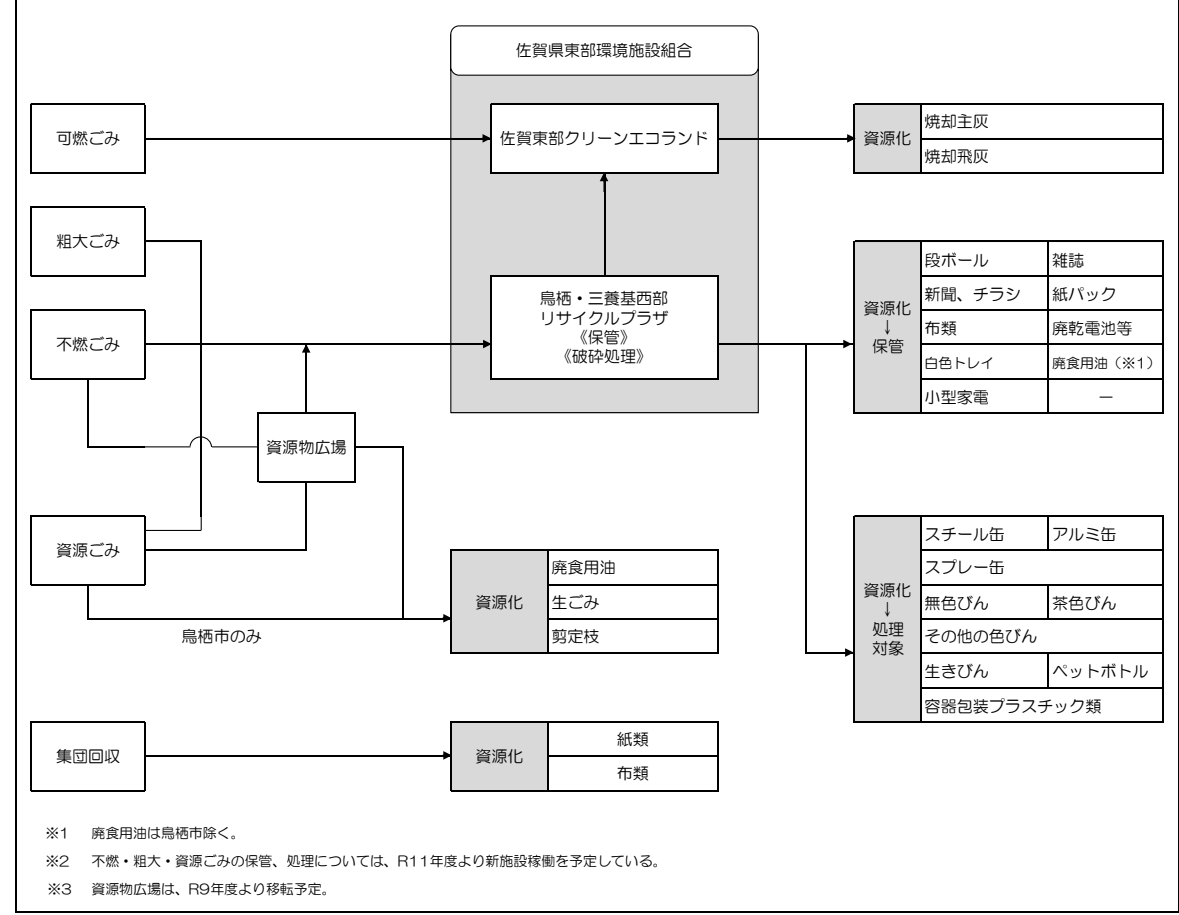 佐賀県東部環境施設組合
可燃ごみ
佐賀東部クリーンエコランド
資源化
焼却主灰
焼却飛灰
粗大ごみ
不燃ごみ
鳥栖・三養基西部
リサイクルプラザ
《保管》
《破砕処理》
資源化
↓
保管
段ボール
雑誌
新聞、チラシ
紙パック
布類
廃乾電池等
白色トレイ
廃食用油（※1）
小型家電
－
資源物広場
資源ごみ
鳥栖市のみ
資源化
廃食用油
生ごみ
剪定枝
資源化
↓
処理
対象
スチール缶
アルミ缶
スプレー缶
無色びん
茶色びん
その他の色びん
生きびん
ペットボトル
容器包装プラスチック類
集団回収
資源化
紙類
布類
※1　廃食用油は鳥栖市除く。
※2　不燃・粗大・資源ごみの保管、処理については、R11年度より新施設稼働を予定している。
※3　資源物広場は、R9年度より移転予定。